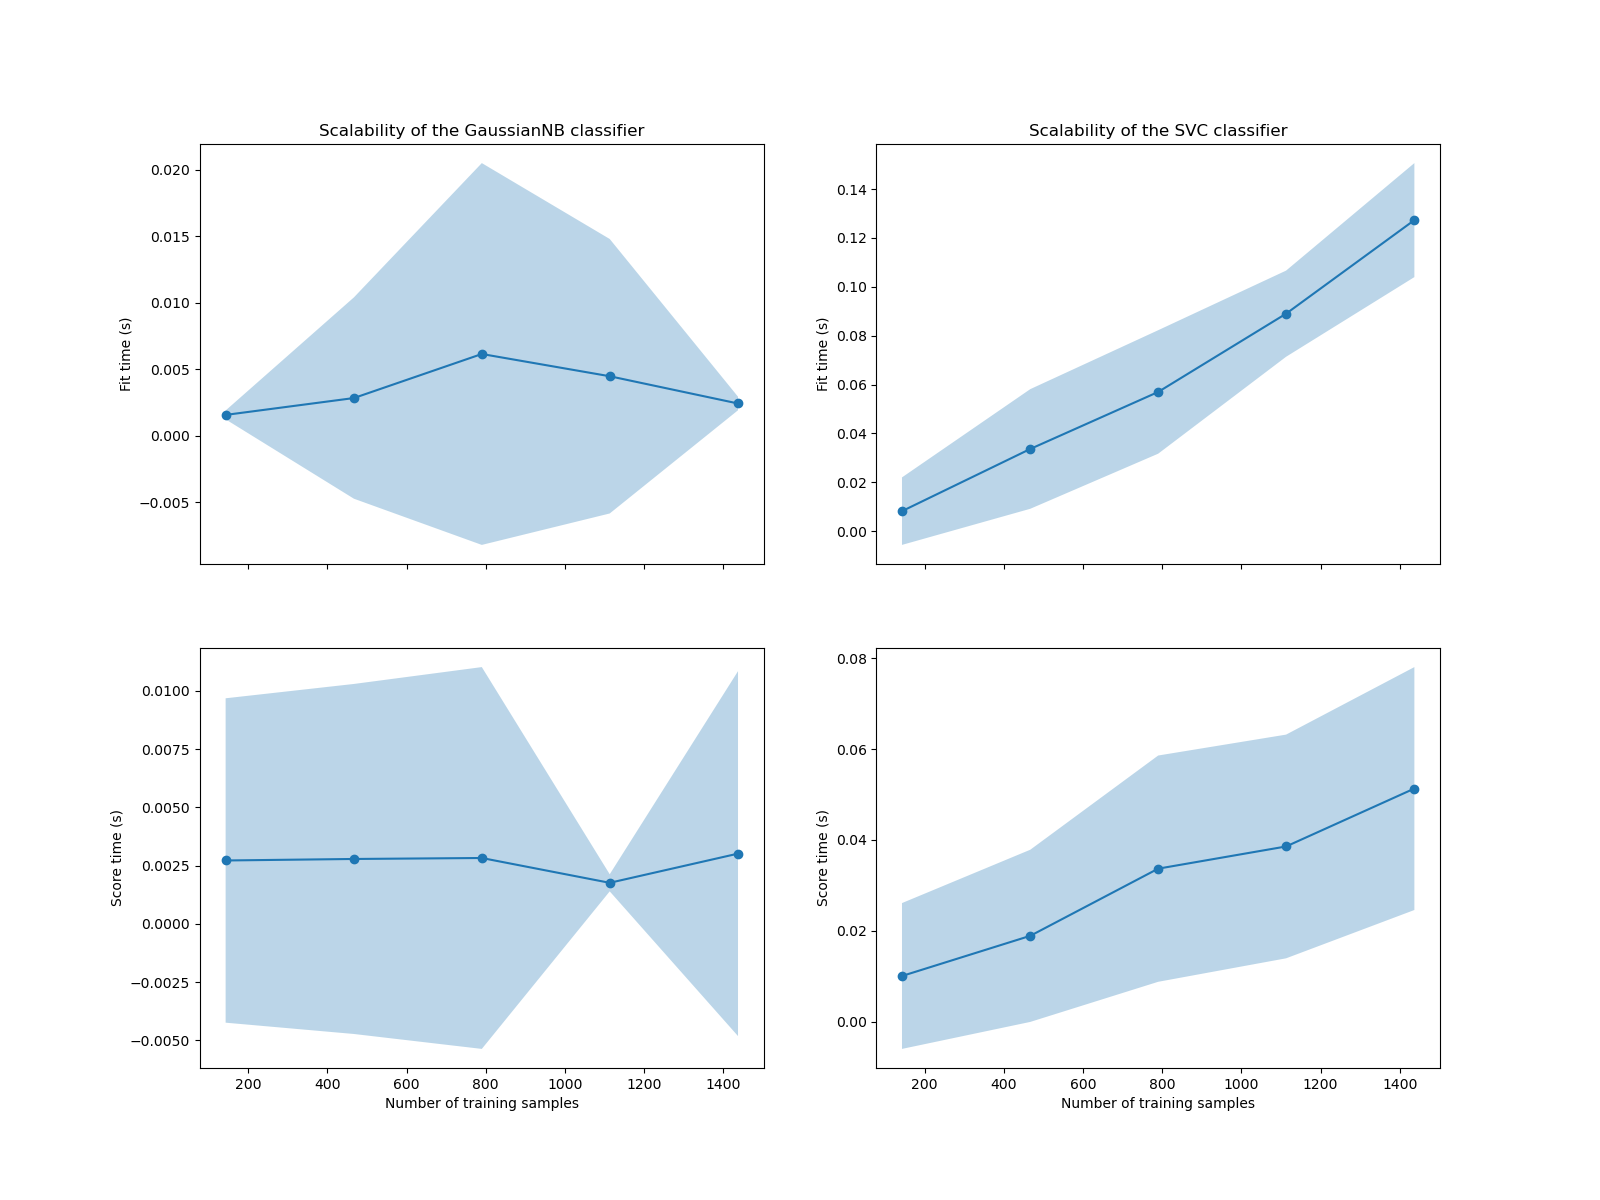 Scalability of the GaussianNB classifier
0.020
0.015
0.010
0.005
0.000
−0.005
Fit time (s)
Scalability of the SVC classifier
0.14
0.12
0.10
0.08
0.06
0.04
0.02
0.00
Fit time (s)
0.0100
0.0075
0.0050
0.0025
0.0000
−0.0025
−0.0050
Score time (s)
200 400 600 800 1000 1200 1400
Number of training samples
0.08
0.06
0.04
0.02
0.00
Score time (s)
200 400 600 800 1000 1200 1400
Number of training samples